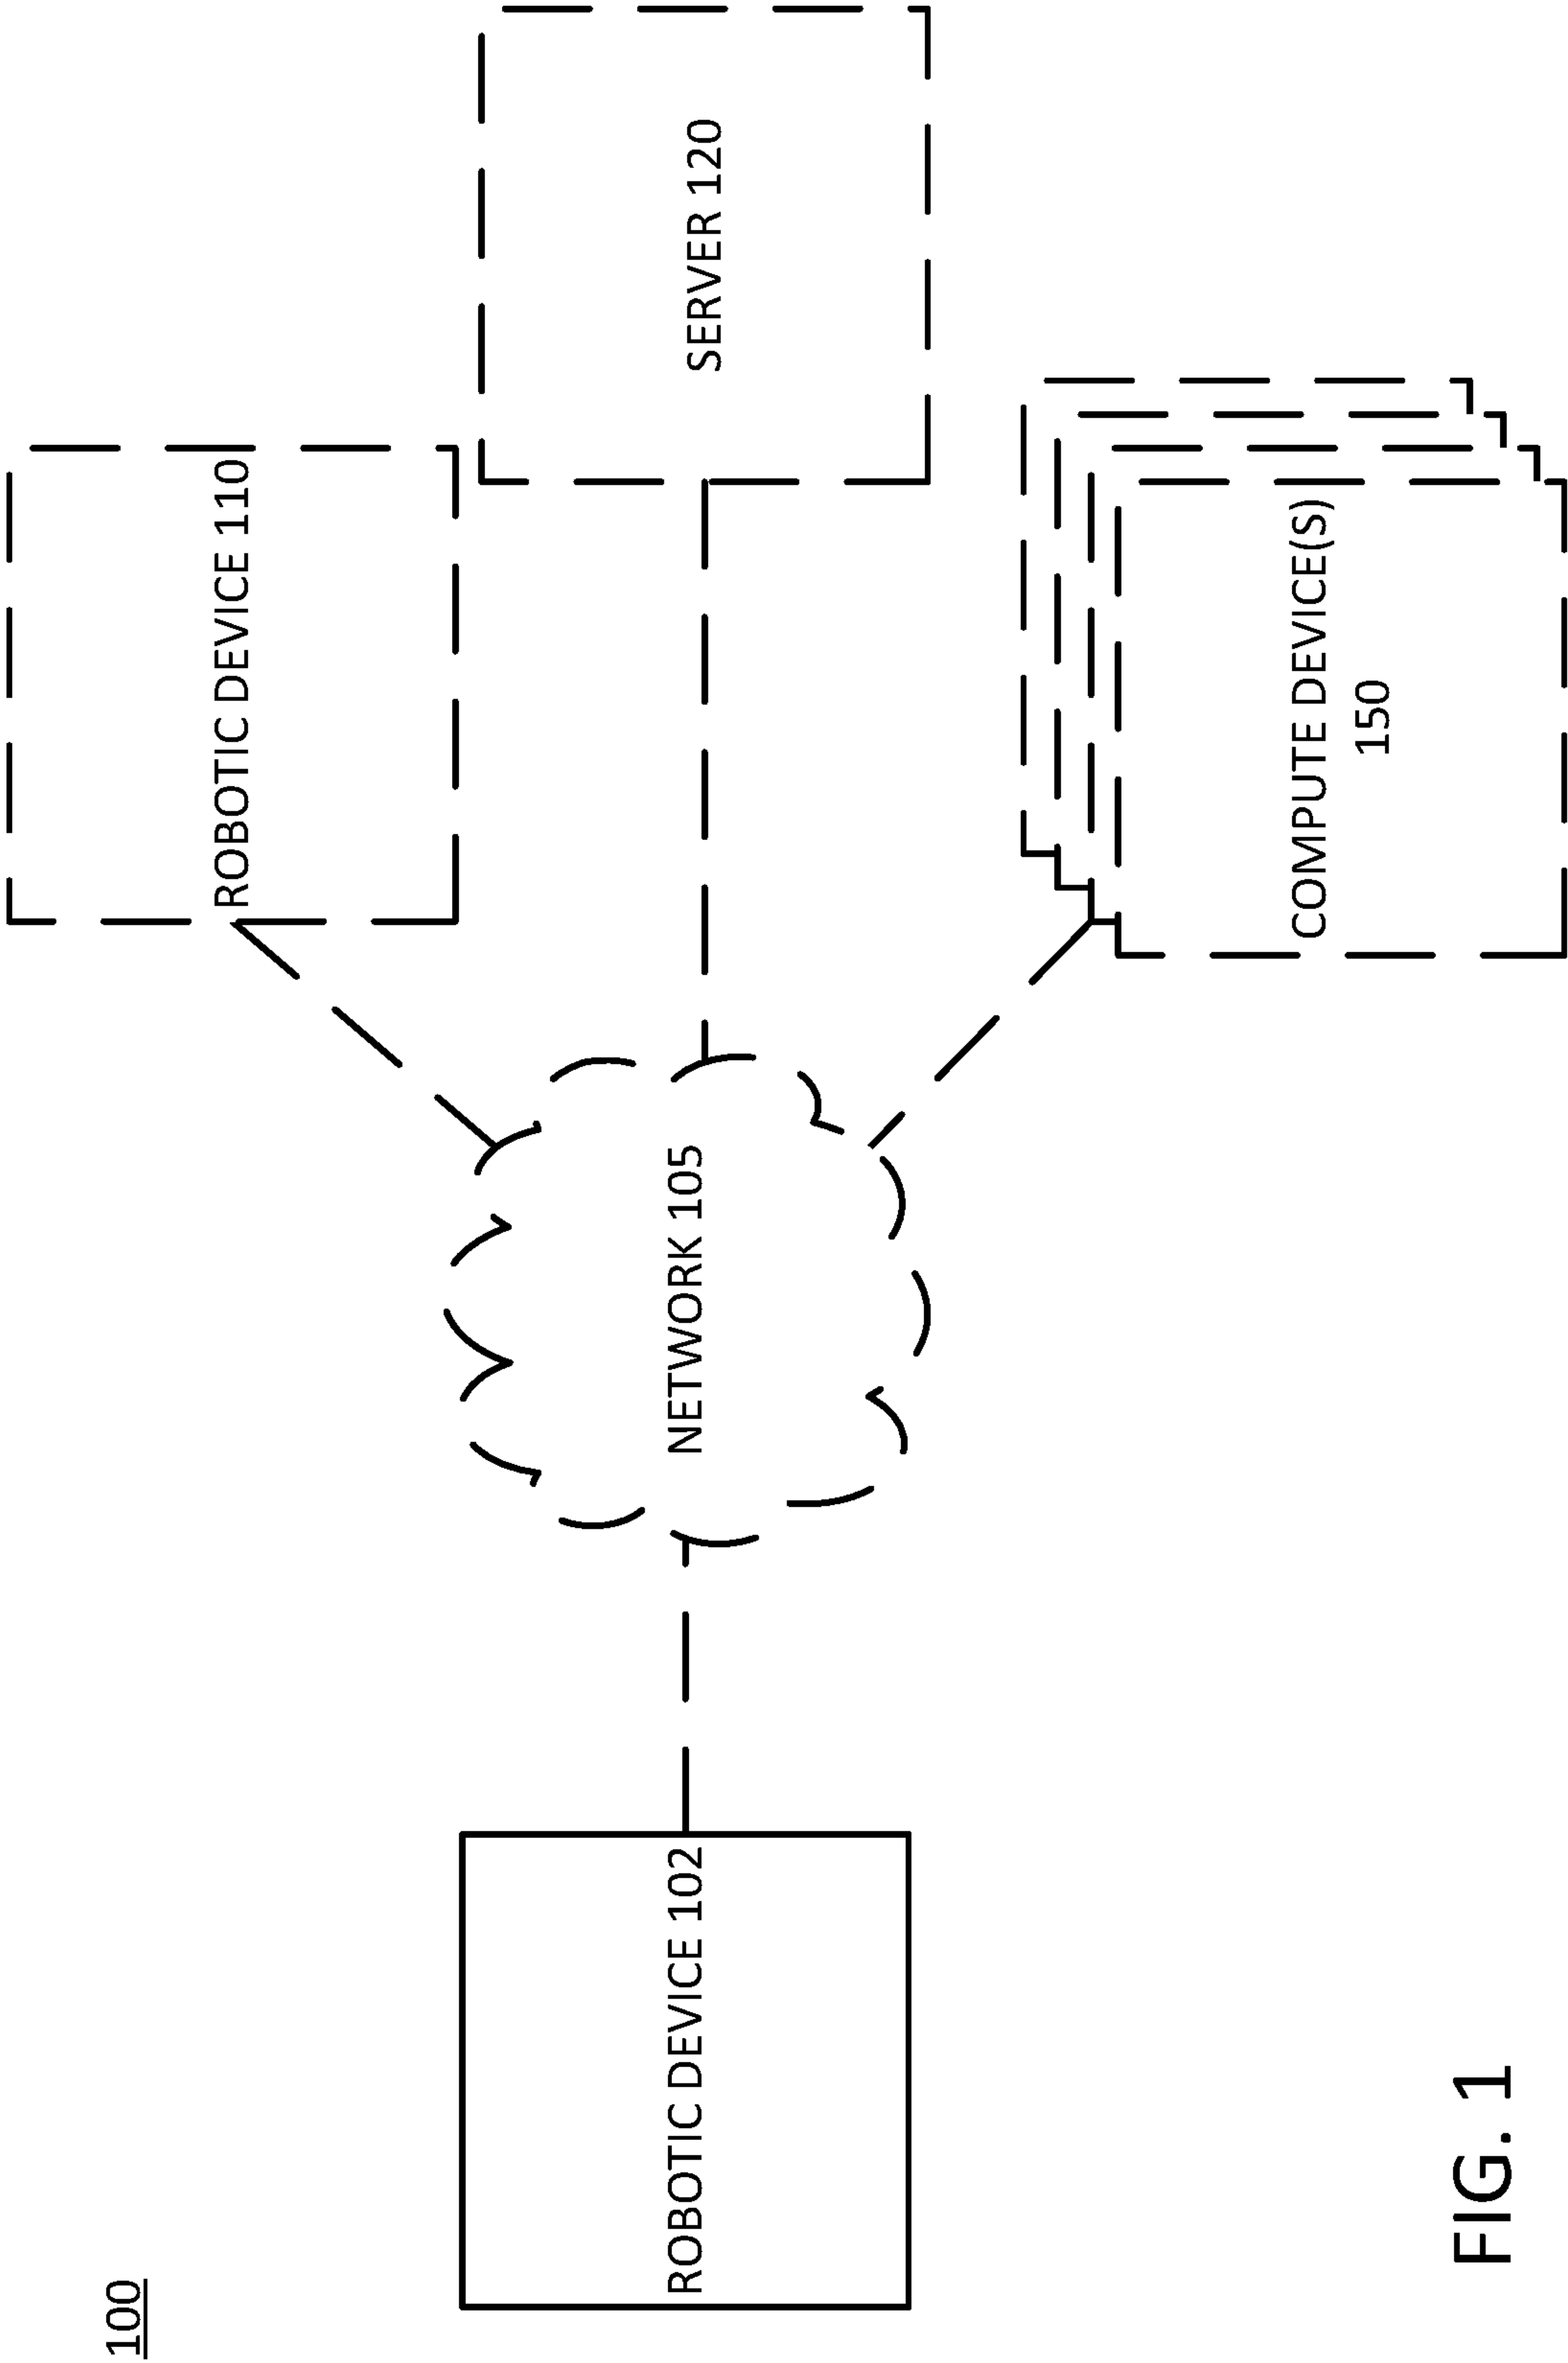 100
ROBOTIC DEVICE 102
NETWORK 105
ROBOTIC DEVICE 110
SERVER 120
COMPUTE DEVICE(S)
150
FIG. 1